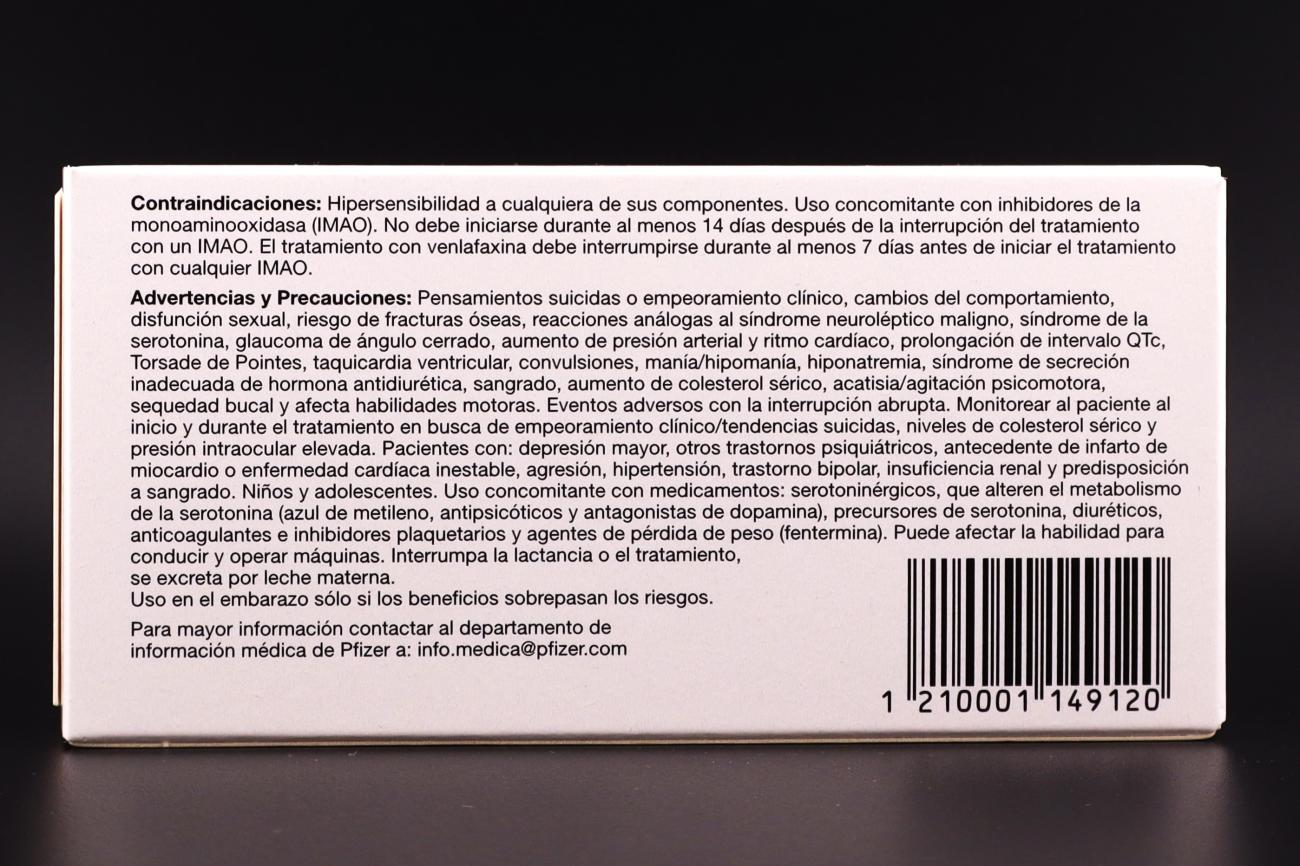 Contraindicaciones: Hipersensibilidad a cualquiera de sus componentes. Uso concomitante con inhibidores de la
monoaminooxidasa (IMAO). No debe iniciarse durante al menos 14 días después de la interrupción del tratamiento
con un IMAO. El tratamiento con venlafaxina debe interrumpirse durante al menos 7 días antes de iniciar el tratamiento
con cualquier IMAO.
Advertencias y Precauciones: Pensamientos suicidas o empeoramiento clínico, cambios del comportamiento,
disfunción sexual, riesgo de fracturas óseas, reacciones análogas al síndrome neuroléptico maligno, síndrome de la
serotonina, glaucoma de ángulo cerrado, aumento de presión arterial y ritmo cardíaco, prolongación de intervalo QTc,
Torsade de Pointes, taquicardia ventricular, convulsiones, manía/hipomanía, hiponatremia, síndrome de secreción
inadecuada de hormona antidiurética, sangrado, aumento de colesterol sérico, acatisia/agitación psicomotora,
sequedad bucal y afecta habilidades motoras. Eventos adversos con la interrupción abrupta. Monitorear al paciente al
inicio y durante el tratamiento en busca de empeoramiento clínico/tendencias suicidas, niveles de colesterol sérico y
presión intraocular elevada. Pacientes con: depresión mayor, otros trastornos psiquiátricos, antecedente de infarto de
miocardio o enfermedad cardíaca inestable, agresión, hipertensión, trastorno bipolar, insuficiencia renal y predisposición
a sangrado. Niños y adolescentes. Uso concomitante con medicamentos: serotoninérgicos, que alteren el metabolismo
de la serotonina (azul de metileno, antipsicóticos y antagonistas de dopamina), precursores de serotonina, diuréticos,
anticoagulantes e inhibidores plaquetarios y agentes de pérdida de peso (fentermina). Puede afectar la habilidad para
conducir y operar máquinas. Interrumpa la lactancia o el tratamiento,
se excreta por leche materna.
Uso en el embarazo sólo si los beneficios sobrepasan los riesgos.
Para mayor información contactar al departamento de
información médica de Pfizer a: info.medica@pfizer.com
1 210001 149120